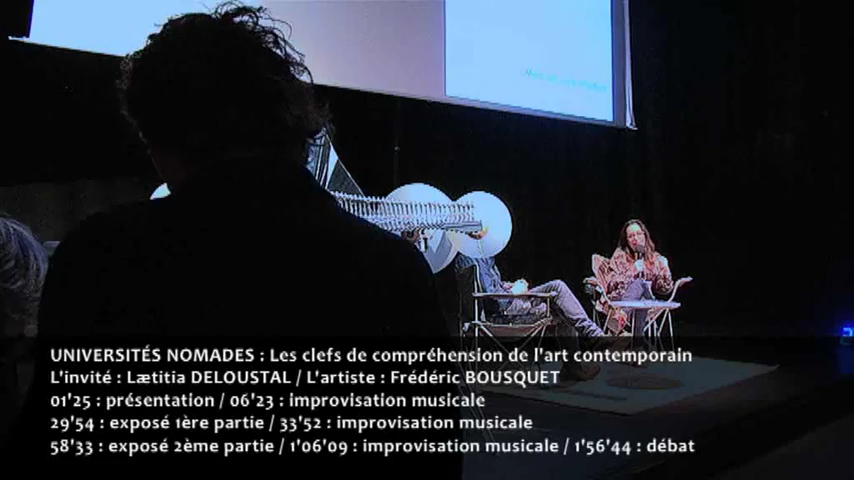 UNIVERSITÉS NOMADES : Les clefs de compréhension de l'art contemporain
L'invité : Lætitia DELOUSTAL / L'artiste : Frédéric BOUSQUET
01'25 : présentation / 06'23 : improvisation musicale
29'54 : exposé 1ère partie / 33'52 : improvisation musicale
58'33 : exposé 2ème partie / 1'06'09 : improvisation musicale / 1'56'44 : débat